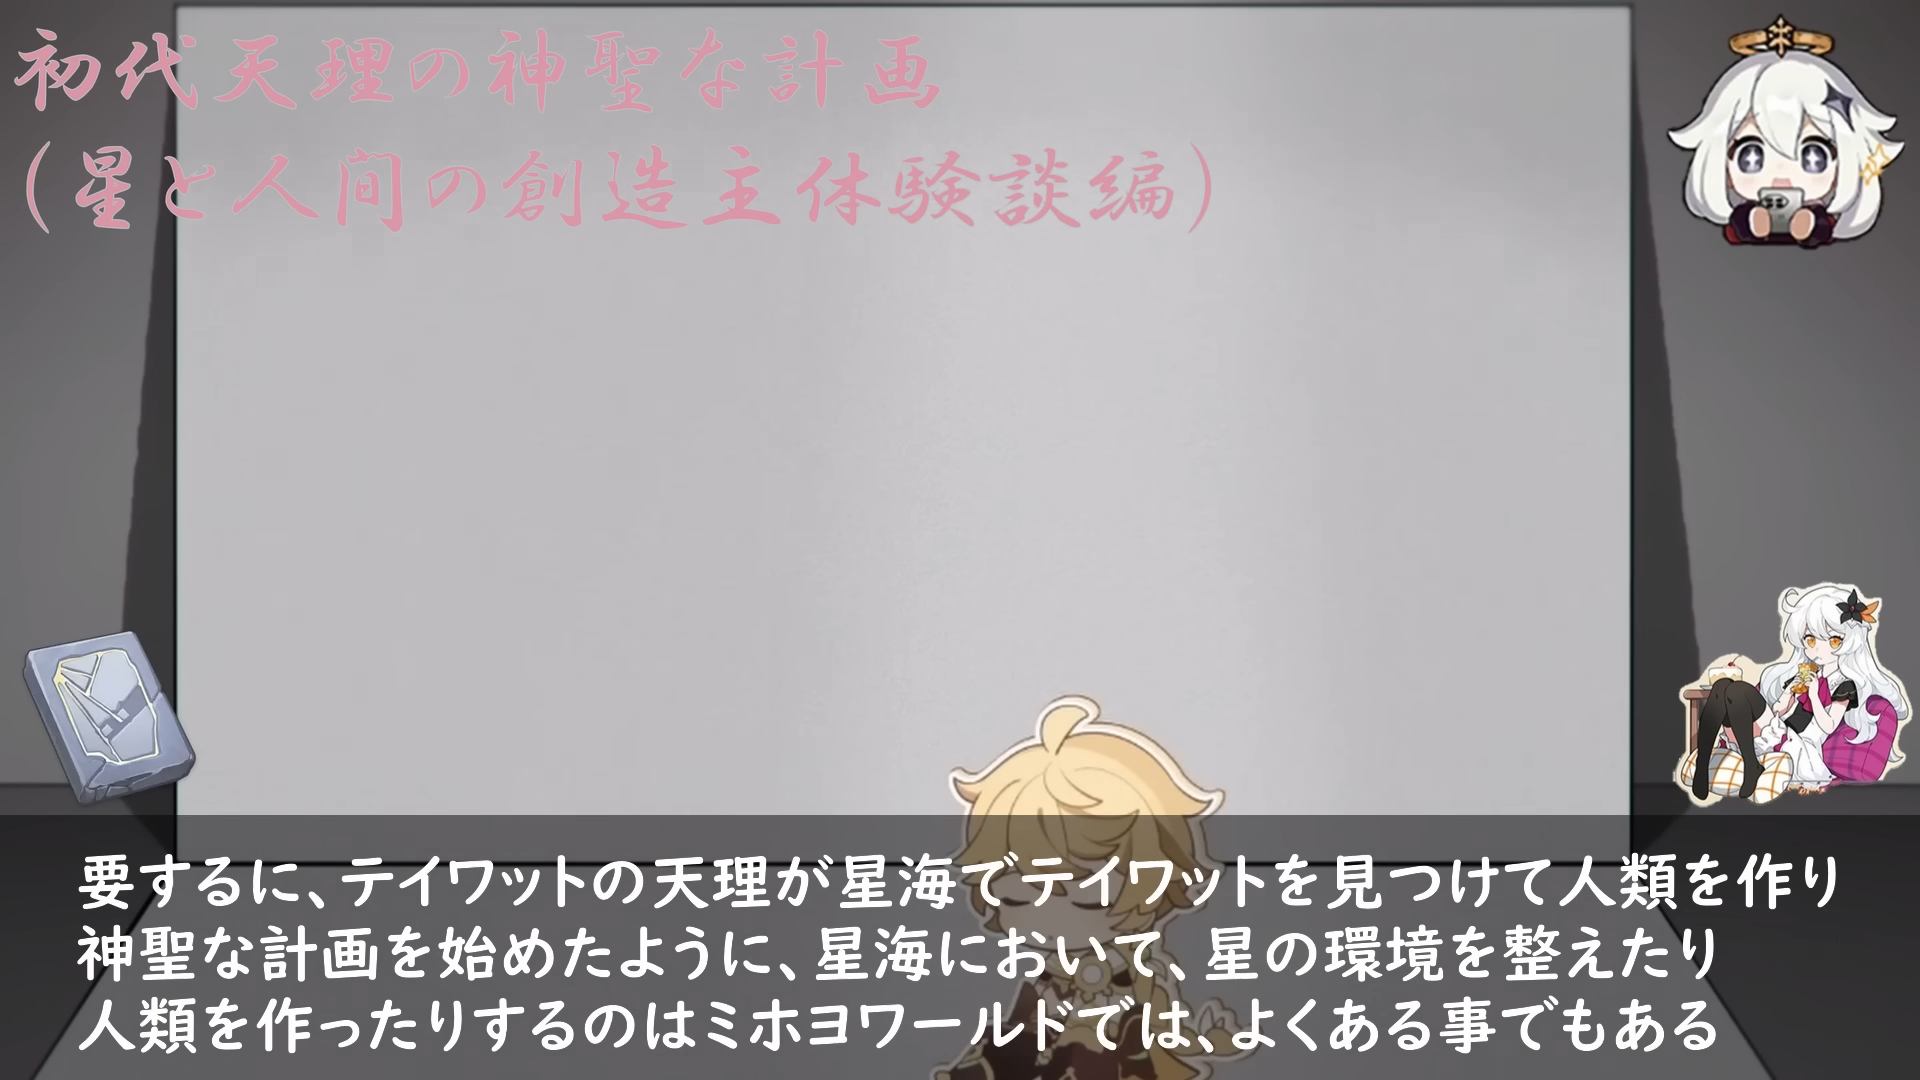 初代天理の神聖な計画
(星と人間の創造主体験談編)
要するに、テイワットの天理が星海でテイワットを見つけて人類を作り
神聖な計画を始めたように、星海において、星の環境を整えたり
人類を作ったりするのはミホヨワールドでは、よくある事でもある